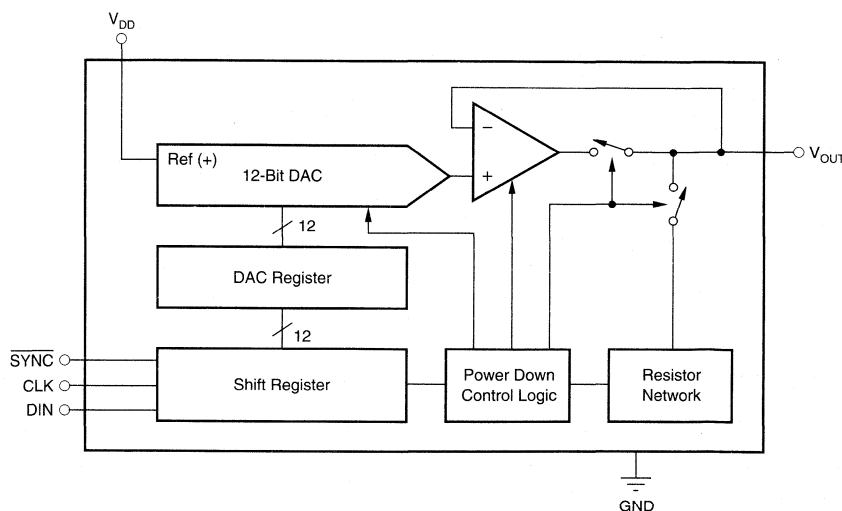 VDD
Ref (+)
12-Bit DAC
−
+
VOUT
12
DAC Register
12
SYNC
CLK
DIN
Shift Register
Power Down
Control Logic
Resistor
Network
GND